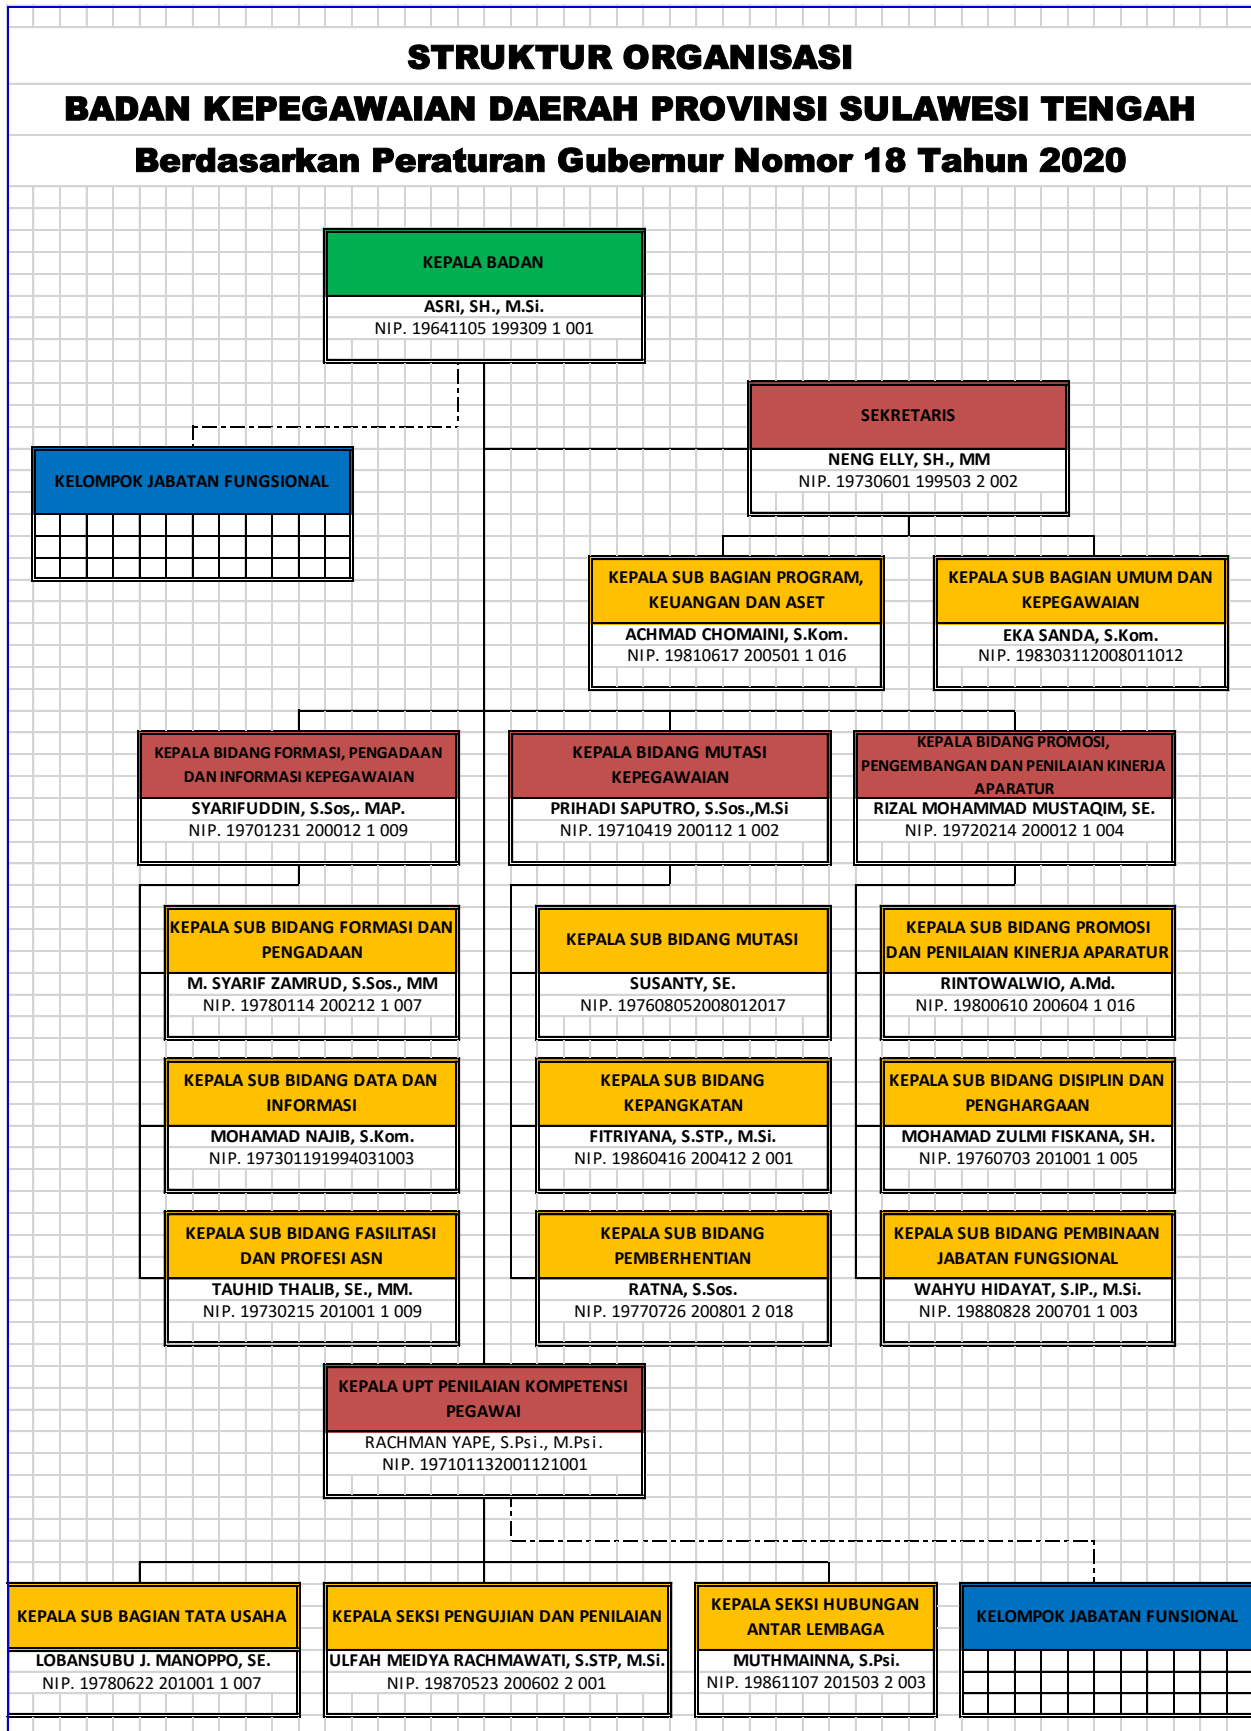 STRUKTUR ORGANISASI
BADAN KEPEGAWAIAN DAERAH PROVINSI SULAWESI TENGAH
Berdasarkan Peraturan Gubernur Nomor 18 Tahun 2020
KEPALA BADAN
ASRI, SH., M.Si.
NIP. 19641105 199309 1 001
SEKRETARIS
NENG ELLY, SH., MM
NIP. 19730601 199503 2 002
KELOMPOK JABATAN FUNGSIONAL
KEPALA SUB BAGIAN PROGRAM,
KEUANGAN DAN ASET
ACHMAD CHOMAINI, S.Kom.
NIP. 19810617 200501 1 016
KEPALA SUB BAGIAN UMUM DAN
KEPEGAWAIAN
EKA SANDA, S.Kom.
NIP. 198303112008011012
KEPALA BIDANG FORMASI, PENGADAAN
DAN INFORMASI KEPEGAWAIAN
SYARIFUDDIN, S.Sos,. MAP.
NIP. 19701231 200012 1 009
KEPALA BIDANG MUTASI
KEPEGAWAIAN
PRIHADI SAPUTRO, S.Sos.,M.Si
NIP. 19710419 200112 1 002
KEPALA BIDANG PROMOSI,
PENGEMBANGAN DAN PENILAIAN KINERJA
APARATUR
RIZAL MOHAMMAD MUSTAQIM, SE.
NIP. 19720214 200012 1 004
KEPALA SUB BIDANG FORMASI DAN
PENGADAAN
M. SYARIF ZAMRUD, S.Sos., MM
NIP. 19780114 200212 1 007
KEPALA SUB BIDANG MUTASI
SUSANTY, SE.
NIP. 197608052008012017
KEPALA SUB BIDANG PROMOSI
DAN PENILAIAN KINERJA APARATUR
RINTOWALWIO, A.Md.
NIP. 19800610 200604 1 016
KEPALA SUB BIDANG DATA DAN
INFORMASI
MOHAMAD NAJIB, S.Kom.
NIP. 197301191994031003
KEPALA SUB BIDANG
KEPANGKATAN
FITRIYANA, S.STP., M.Si.
NIP. 19860416 200412 2 001
KEPALA SUB BIDANG DISIPLIN DAN
PENGHARGAAN
MOHAMAD ZULMI FISKANA, SH.
NIP. 19760703 201001 1 005
KEPALA SUB BIDANG FASILITASI
DAN PROFESI ASN
TAUHID THALIB, SE., MM.
NIP. 19730215 201001 1 009
KEPALA SUB BIDANG
PEMBERHENTIAN
RATNA, S.Sos.
NIP. 19770726 200801 2 018
KEPALA SUB BIDANG PEMBINAAN
JABATAN FUNGSIONAL
WAHYU HIDAYAT, S.IP., M.Si.
NIP. 19880828 200701 1 003
KEPALA UPT PENILAIAN KOMPETENSI
PEGAWAI
RACHMAN YAPE, S.Psi., M.Psi.
NIP. 197101132001121001
KEPALA SUB BAGIAN TATA USAHA
LOBANSUBU J. MANOPPO, SE.
NIP. 19780622 201001 1 007
KEPALA SEKSI PENGUJIAN DAN PENILAIAN
ULFAH MEIDYA RACHMAWATI, S.STP, M.Si.
NIP. 19870523 200602 2 001
KEPALA SEKSI HUBUNGAN
ANTAR LEMBAGA
MUTHMAINNA, S.Psi.
NIP. 19861107 201503 2 003
KELOMPOK JABATAN FUNSIONAL